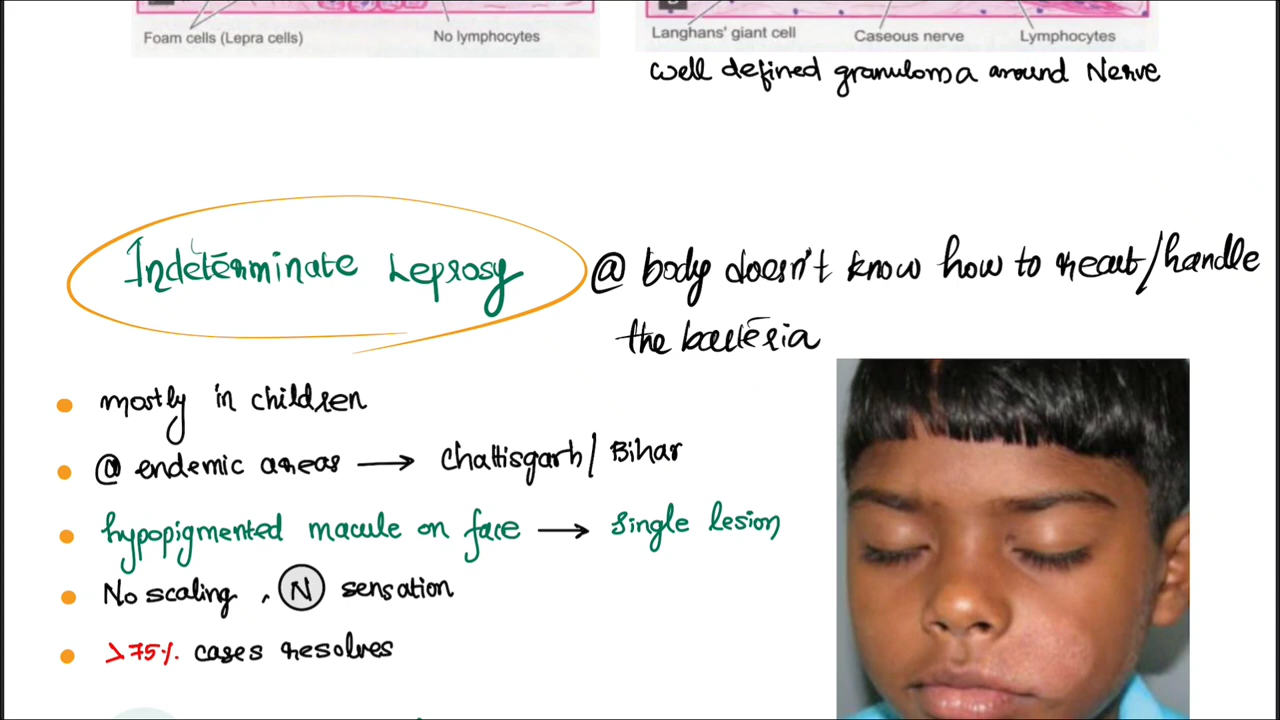 Foam cells (Lepra cells)
No lymphocytes
Langhans' giant cell
Caseous nerve
Lymphocytes
well defined granuloma around Nerve
Indeterminate Leprosy
@ body doesn't know how to react/handle
the bacteria
mostly in children
@ endemic areas → Chattisgarh/ Bihar
hypopigmented macule on face → single lesion
No scaling, N sensation
>75% cases resolves